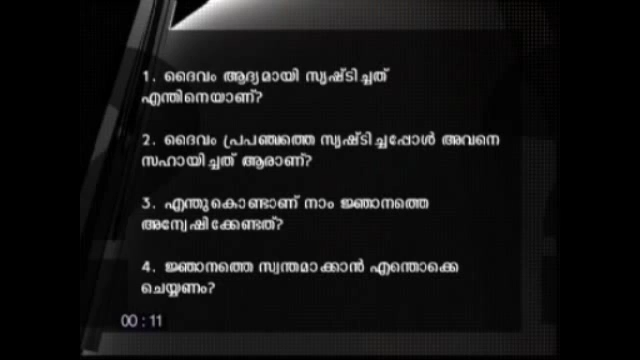 1. ദൈവം ആദ്യമായി സൃഷ്ടിച്ചത്
എന്തിനെയാണ്?
2. ദൈവം പ്രപഞ്ചത്തെ സൃഷ്ടിച്ചപ്പോൾ അവനെ
സഹായിച്ചത് ആരാണ്?
3. എന്തുകൊണ്ടാണ് നാം ജ്ഞാനത്തെ
അന്വേഷിക്കേണ്ടത്?
4. ജ്ഞാനത്തെ സ്വന്തമാക്കാൻ എന്തൊക്കെ
ചെയ്യണം?
00 : 11